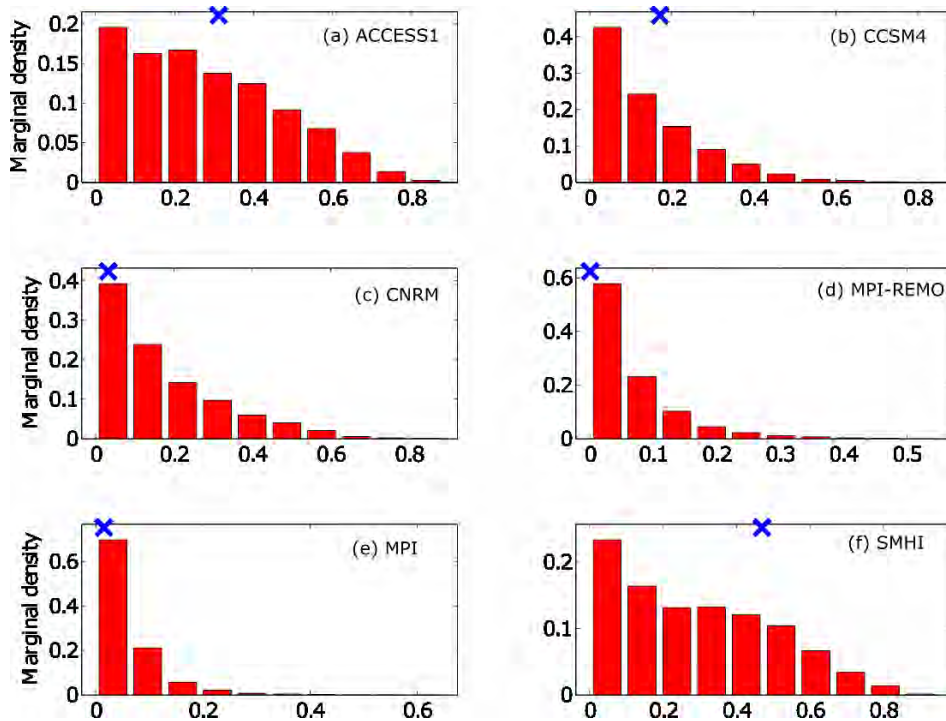 (a) ACCESS1
Marginal density
0.2
0.15
0.1
0.05
0
0 0.2 0.4 0.6 0.8
(b) CCSM4
0.4
0.3
0.2
0.1
0
0 0.2 0.4 0.6 0.8
(c) CNRM
Marginal density
0.4
0.3
0.2
0.1
0
0 0.2 0.4 0.6 0.8
(d) MPI-REMO
0.6
0.4
0.2
0
0 0.1 0.2 0.3 0.4 0.5
(e) MPI
Marginal density
0.6
0.4
0.2
0
0 0.2 0.4 0.6
(f) SMHI
0.2
0.1
0
0 0.2 0.4 0.6 0.8